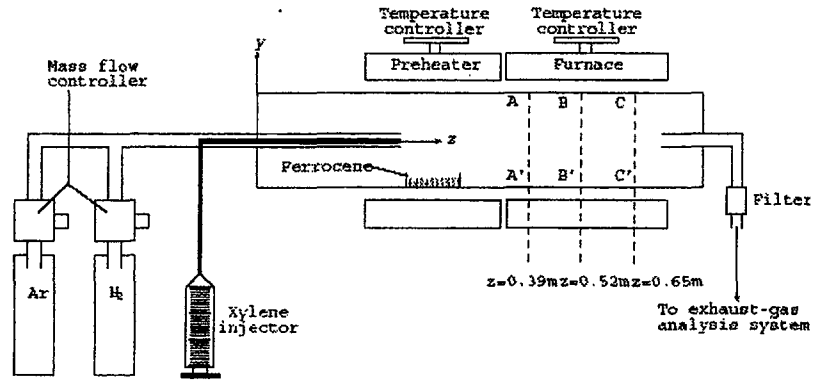 Temperature
controller
Temperature
controller
Mass flow
controller
y
Preheater
Furnace
A
B
C
z
Ferrocene
A'
B'
C'
Filter
z=0.39m
z=0.52m
z=0.65m
Ar
H2
Xylene
injector
To exhaust-gas
analysis system